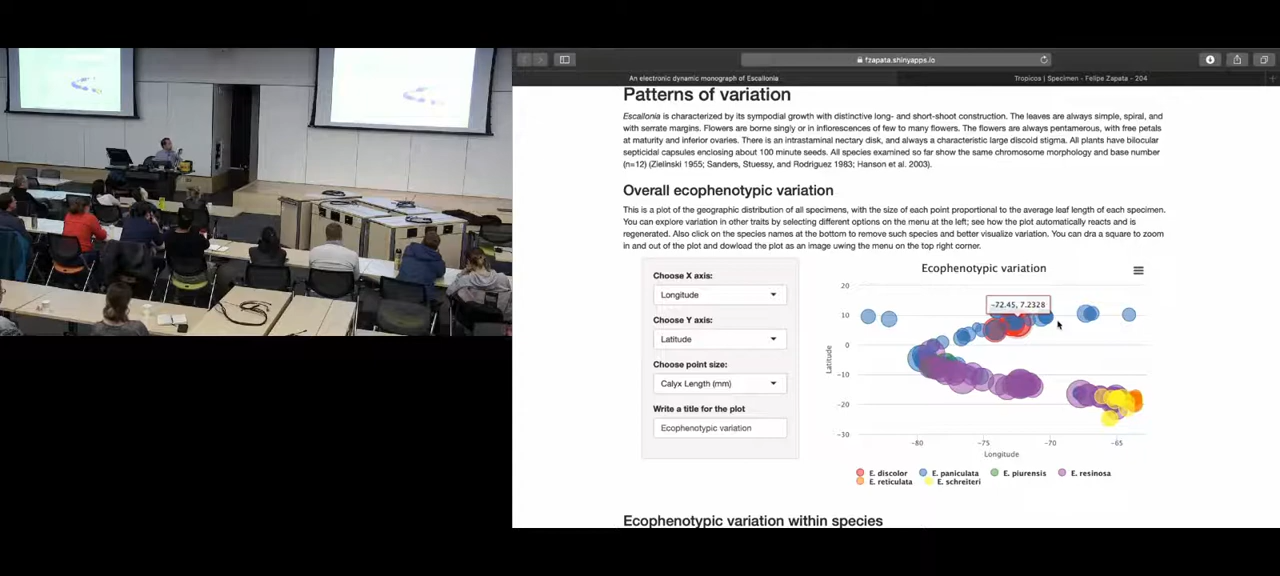 fzapata.shinyapps.io
An electronic dynamic monograph of Escallonia
Tropicos | Specimen - Felipe Zapata - 204
Patterns of variation
Escallonia is characterized by its sympodial growth with distinctive long- and short-shoot construction. The leaves are always simple, spiral, and
with serrate margins. Flowers are borne singly or in inflorescences of few to many flowers. The flowers are always pentamerous, with free petals
at maturity and inferior ovaries. There is an intrastaminal nectary disk, and always a characteristic large discoid stigma. All plants have bilocular
septicidal capsules enclosing about 100 minute seeds. All species examined so far show the same chromosome morphology and base number
(n=12) (Zielinski 1955; Sanders, Stuessy, and Rodriguez 1983; Hanson et al. 2003).
Overall ecophenotypic variation
This is a plot of the geographic distribution of all specimens, with the size of each point proportional to the average leaf length of each specimen.
You can explore variation in other traits by selecting different options on the menu at the left; see how the plot automatically reacts and is
regenerated. Also click on the species names at the bottom to remove such species and better visualize variation. You can dra a square to zoom
in and out of the plot and dowload the plot as an image uwing the menu on the top right corner.
Choose X axis:
Longitude
Choose Y axis:
Latitude
Choose point size:
Calyx Length (mm)
Write a title for the plot
Ecophenotypic variation
Ecophenotypic variation
-72.45, 7.2328
20
10
0
-10
-20
-30
Latitude
-80 -75 -70 -65
Longitude
E. discolor E. paniculata E. piurensis E. resinosa
E. reticulata E. schreiteri
Ecophenotypic variation within species